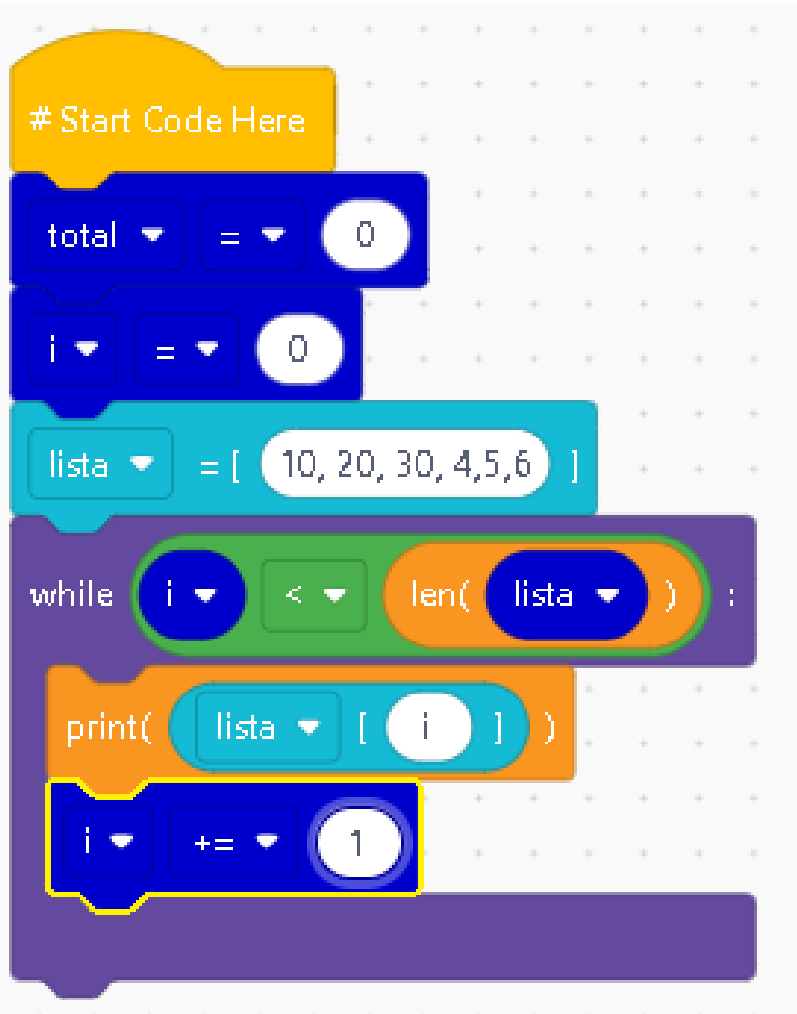 # Start Code Here
total = 0
i = 0
lista = [ 10, 20, 30, 4,5,6 ]
while i < len( lista ) :
print( lista [ i ] )
i += 1